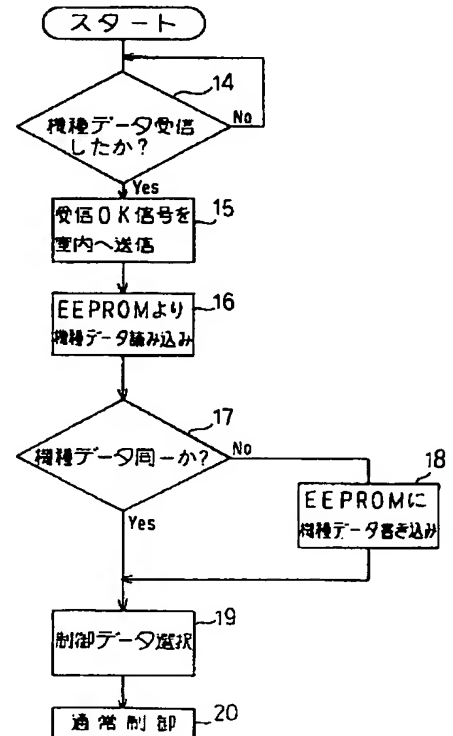 スタート
14
機種データ受信
したか？
No
Yes
15
受信OK信号を
室内へ送信
16
EEPROMより
機種データ読み込み
17
機種データ同一か？
No
18
EEPROMに
機種データ書き込み
Yes
19
制御データ選択
20
通常制御